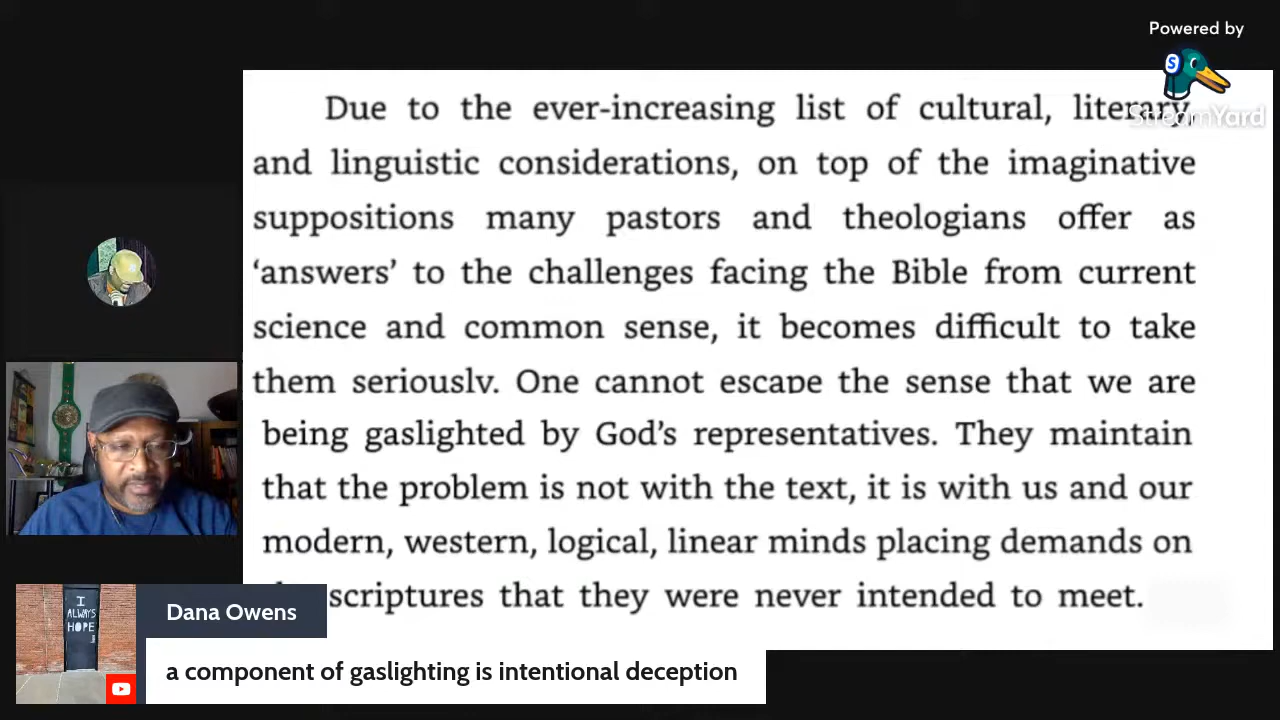 Powered by
StreamYard
Due to the ever-increasing list of cultural, literary,
and linguistic considerations, on top of the imaginative
suppositions many pastors and theologians offer as
‘answers’ to the challenges facing the Bible from current
science and common sense, it becomes difficult to take
them seriously. One cannot escape the sense that we are
being gaslighted by God’s representatives. They maintain
that the problem is not with the text, it is with us and our
modern, western, logical, linear minds placing demands on
scriptures that they were never intended to meet.
I
ALWAYS
HOPE
Dana Owens
a component of gaslighting is intentional deception